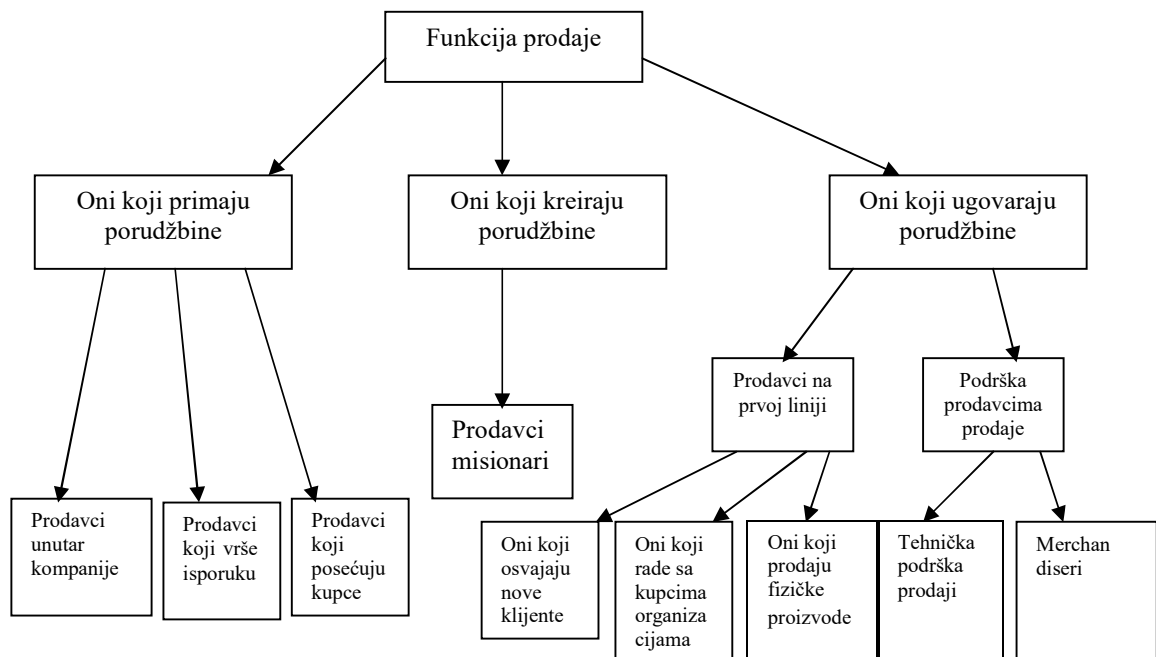 Funkcija prodaje
Oni koji primaju
porudžbine
Oni koji kreiraju
porudžbine
Oni koji ugovaraju
porudžbine
Prodavci na
prvoj liniji
Podrška
prodavcima
prodaje
Prodavci
misionari
Prodavci
unutar
kompanije
Prodavci
koji vrše
isporuku
Prodavci
koji
posećuju
kupce
Oni koji
osvajaju
nove
klijente
Oni koji
rade sa
kupcima
organiza
cijama
Oni koji
prodaju
fizičke
proizvode
Tehnička
podrška
prodaji
Merchan
diseri